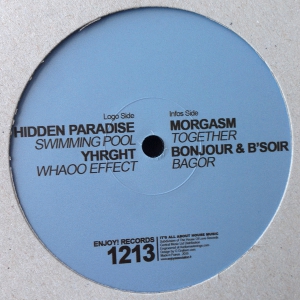 Logo Side
HIDDEN PARADISE
SWIMMING POOL
YHRGHT
WHAOO EFFECT
Infos Side
MORGASM
TOGETHER
BONJOUR & B'SOIR
BAGOR
ENJOY! RECORDS
1213
IT'S ALL ABOUT HOUSE MUSIC.